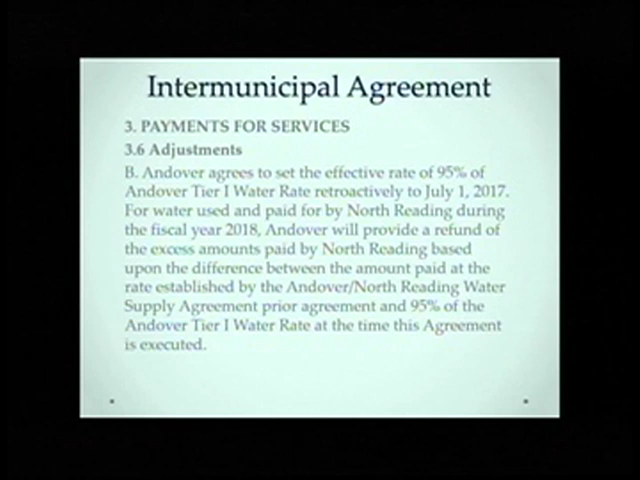 Intermunicipal Agreement
3. PAYMENTS FOR SERVICES
3.6 Adjustments
B. Andover agrees to set the effective rate of 95% of
Andover Tier I Water Rate retroactively to July 1, 2017.
For water used and paid for by North Reading during
the fiscal year 2018, Andover will provide a refund of
the excess amounts paid by North Reading based
upon the difference between the amount paid at the
rate established by the Andover/North Reading Water
Supply Agreement prior agreement and 95% of the
Andover Tier I Water Rate at the time this Agreement
is executed.